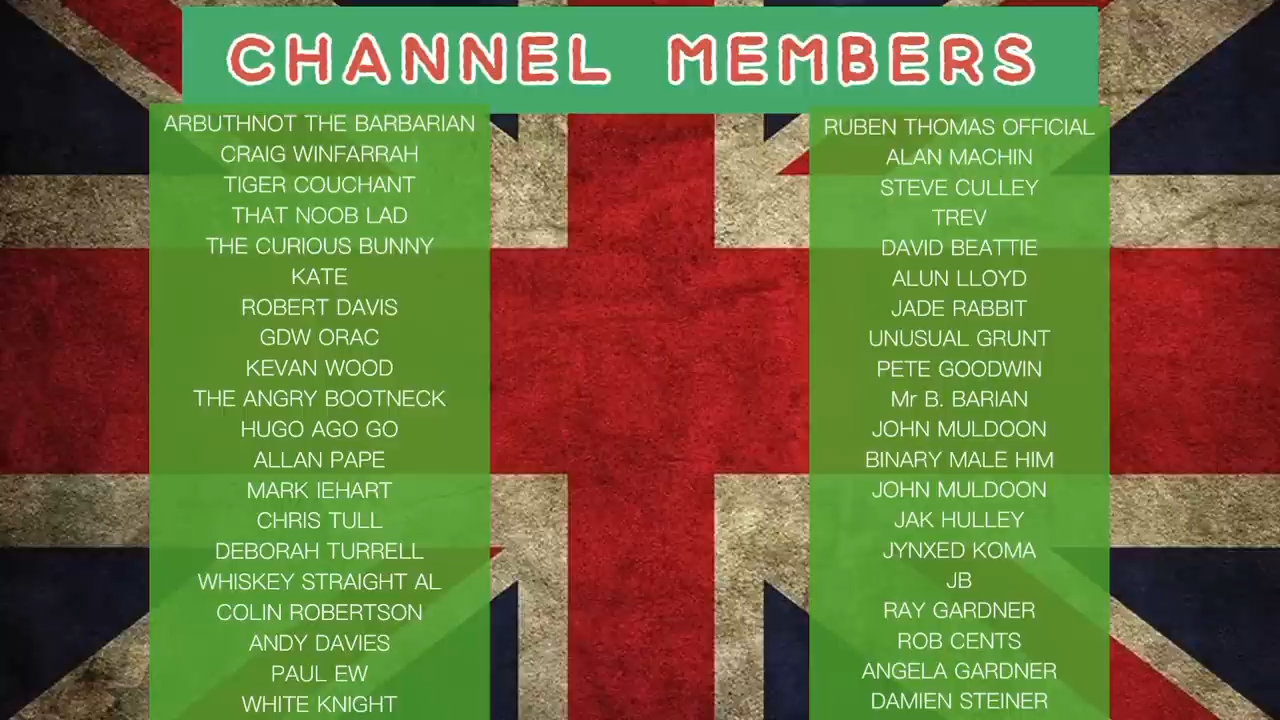 CHANNEL MEMBERS
ARBUTHNOT THE BARBARIAN
CRAIG WINFARRAH
TIGER COUCHANT
THAT NOOB LAD
THE CURIOUS BUNNY
KATE
ROBERT DAVIS
GDW ORAC
KEVAN WOOD
THE ANGRY BOOTNECK
HUGO AGO GO
ALLAN PAPE
MARK IEHART
CHRIS TULL
DEBORAH TURRELL
WHISKEY STRAIGHT AL
COLIN ROBERTSON
ANDY DAVIES
PAUL EW
WHITE KNIGHT
RUBEN THOMAS OFFICIAL
ALAN MACHIN
STEVE CULLEY
TREV
DAVID BEATTIE
ALUN LLOYD
JADE RABBIT
UNUSUAL GRUNT
PETE GOODWIN
Mr B. BARIAN
JOHN MULDOON
BINARY MALE HIM
JOHN MULDOON
JAK HULLEY
JYNXED KOMA
JB
RAY GARDNER
ROB CENTS
ANGELA GARDNER
DAMIEN STEINER